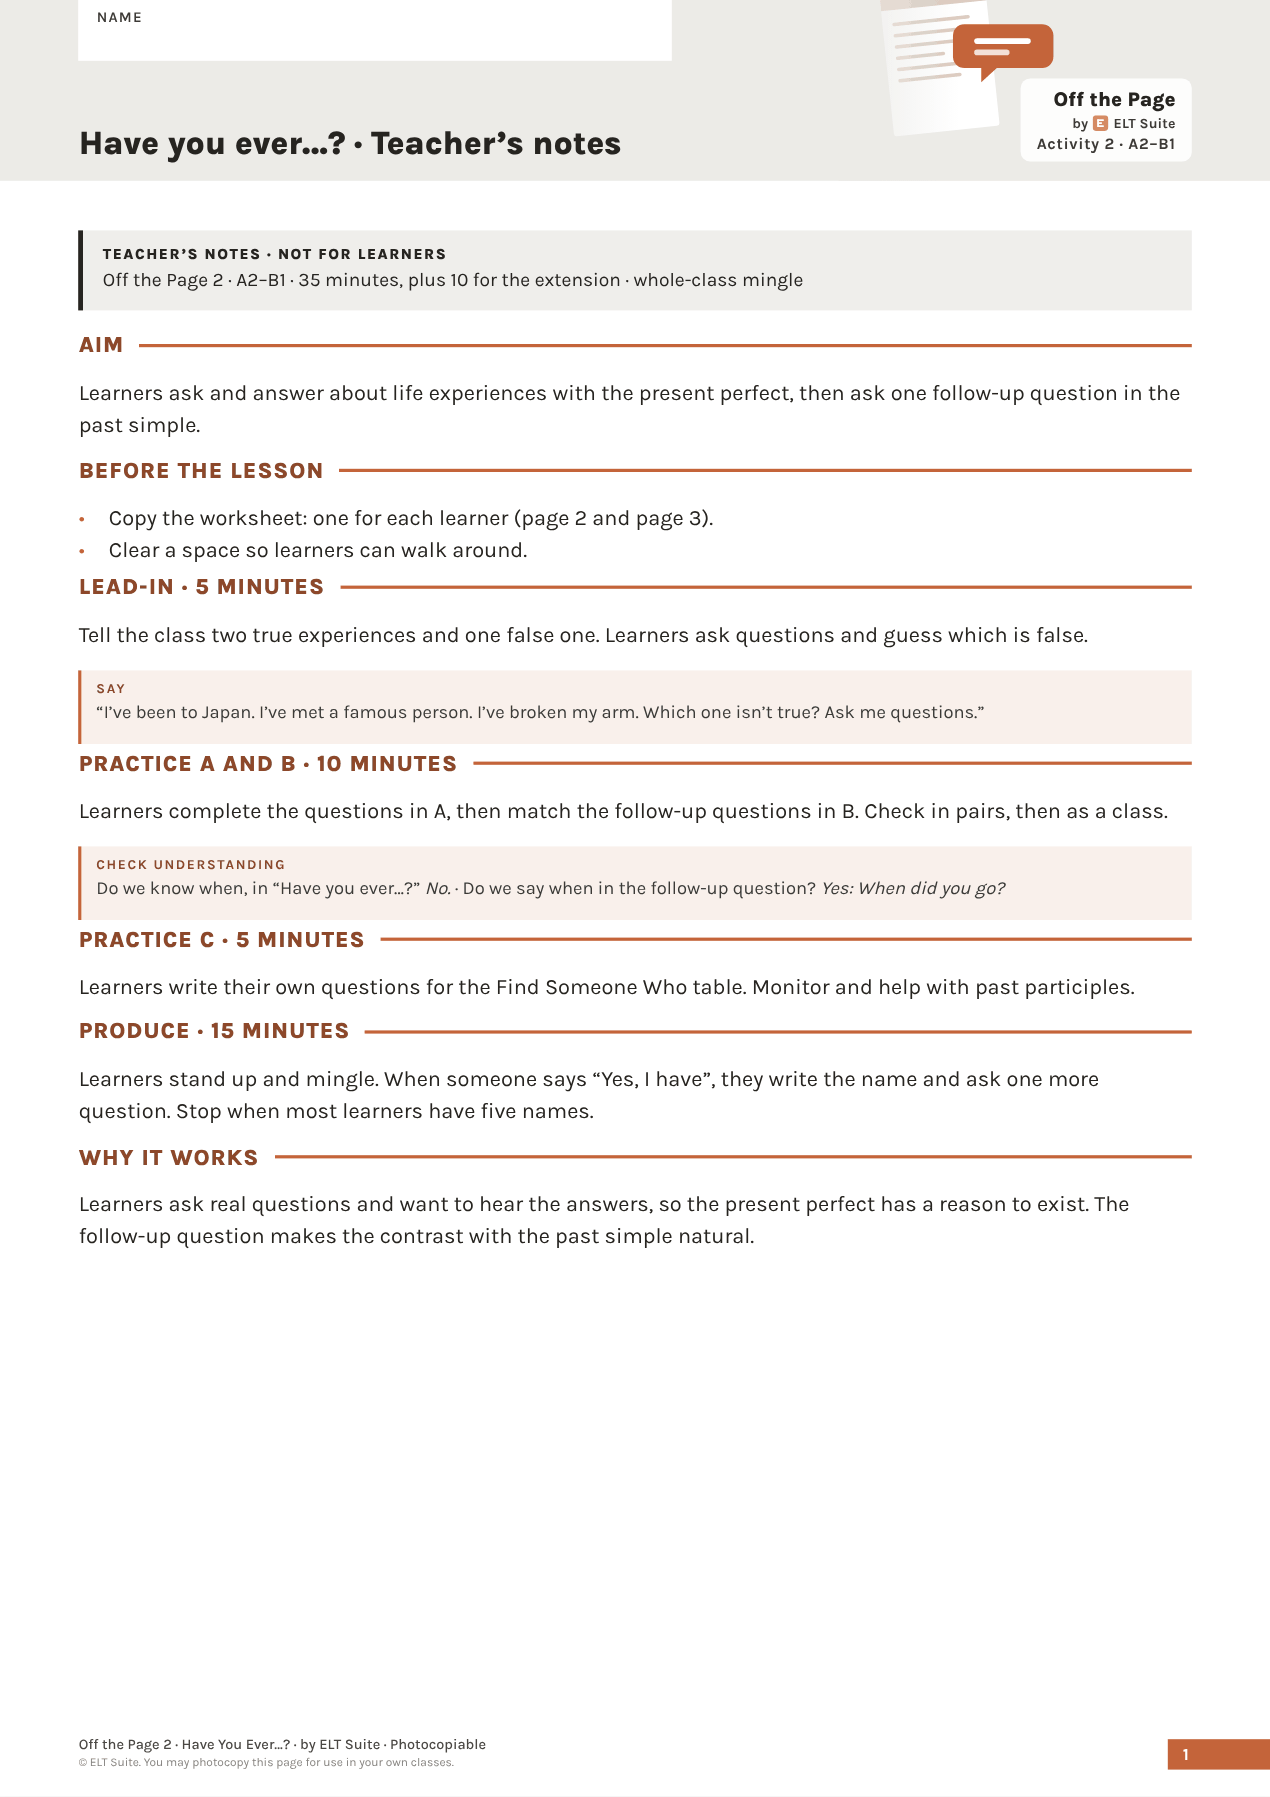 NAME
Have you ever…? · Teacher’s notes
Off the Page
by E ELT Suite
Activity 2 · A2–B1
TEACHER’S NOTES · NOT FOR LEARNERS
Off the Page 2 · A2–B1 · 35 minutes, plus 10 for the extension · whole-class mingle
AIM
Learners ask and answer about life experiences with the present perfect, then ask one follow-up question in the
past simple.
BEFORE THE LESSON
• Copy the worksheet: one for each learner (page 2 and page 3).
• Clear a space so learners can walk around.
LEAD-IN · 5 MINUTES
Tell the class two true experiences and one false one. Learners ask questions and guess which is false.
SAY
“I’ve been to Japan. I’ve met a famous person. I’ve broken my arm. Which one isn’t true? Ask me questions.”
PRACTICE A AND B · 10 MINUTES
Learners complete the questions in A, then match the follow-up questions in B. Check in pairs, then as a class.
CHECK UNDERSTANDING
Do we know when, in “Have you ever…?” No. · Do we say when in the follow-up question? Yes: When did you go?
PRACTICE C · 5 MINUTES
Learners write their own questions for the Find Someone Who table. Monitor and help with past participles.
PRODUCE · 15 MINUTES
Learners stand up and mingle. When someone says “Yes, I have”, they write the name and ask one more
question. Stop when most learners have five names.
WHY IT WORKS
Learners ask real questions and want to hear the answers, so the present perfect has a reason to exist. The
follow-up question makes the contrast with the past simple natural.
Off the Page 2 · Have You Ever…? · by ELT Suite · Photocopiable
© ELT Suite. You may photocopy this page for use in your own classes.
1